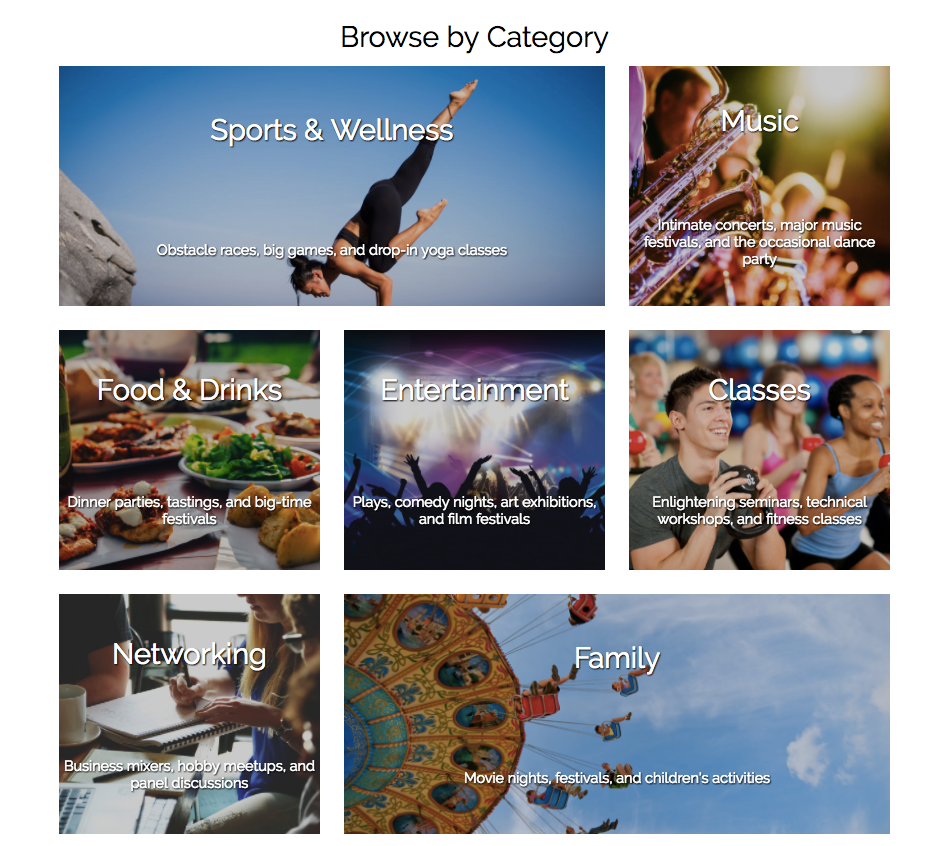 Browse by Category
Sports & Wellness
Obstacle races, big games, and drop-in yoga classes
Music
Intimate concerts, major music
festivals, and the occasional dance
party
Food & Drinks
Dinner parties, tastings, and big-time
festivals
Entertainment
Plays, comedy nights, art exhibitions,
and film festivals
Classes
Enlightening seminars, technical
workshops, and fitness classes
Networking
Business mixers, hobby meetups, and
panel discussions
Family
Movie nights, festivals, and children's activities